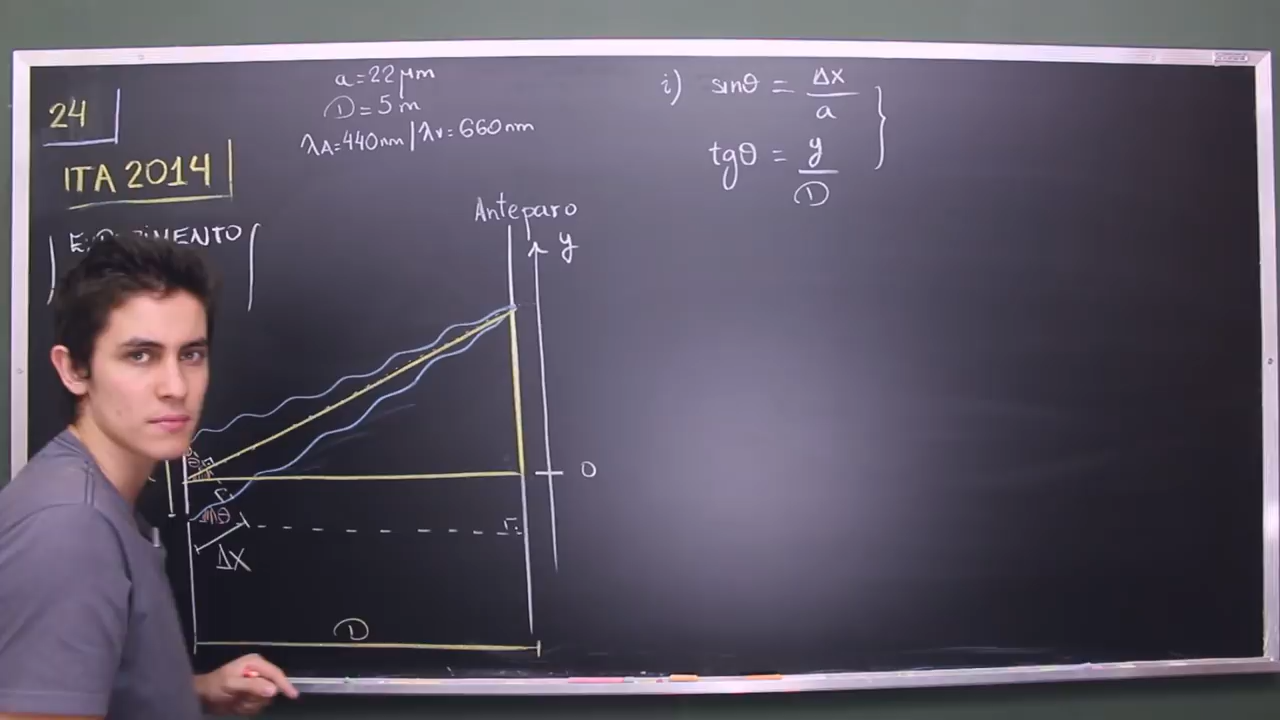 24
ITA 2014
a = 22 μm
D = 5 m
λA = 440 nm | λv = 660 nm
i) sinθ = Δx / a
tgθ = y / D
Anteparo
y
0
θ
θ
Δx
D